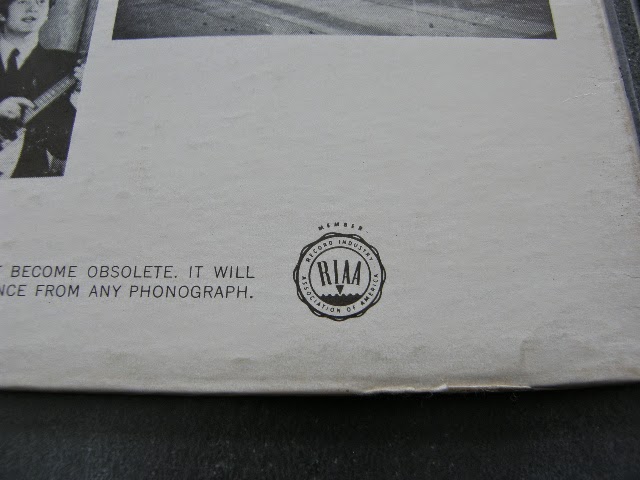 T BECOME OBSOLETE. IT WILL
NCE FROM ANY PHONOGRAPH.
MEMBER
RECORD INDUSTRY
RIAA
ASSOCIATION OF AMERICA